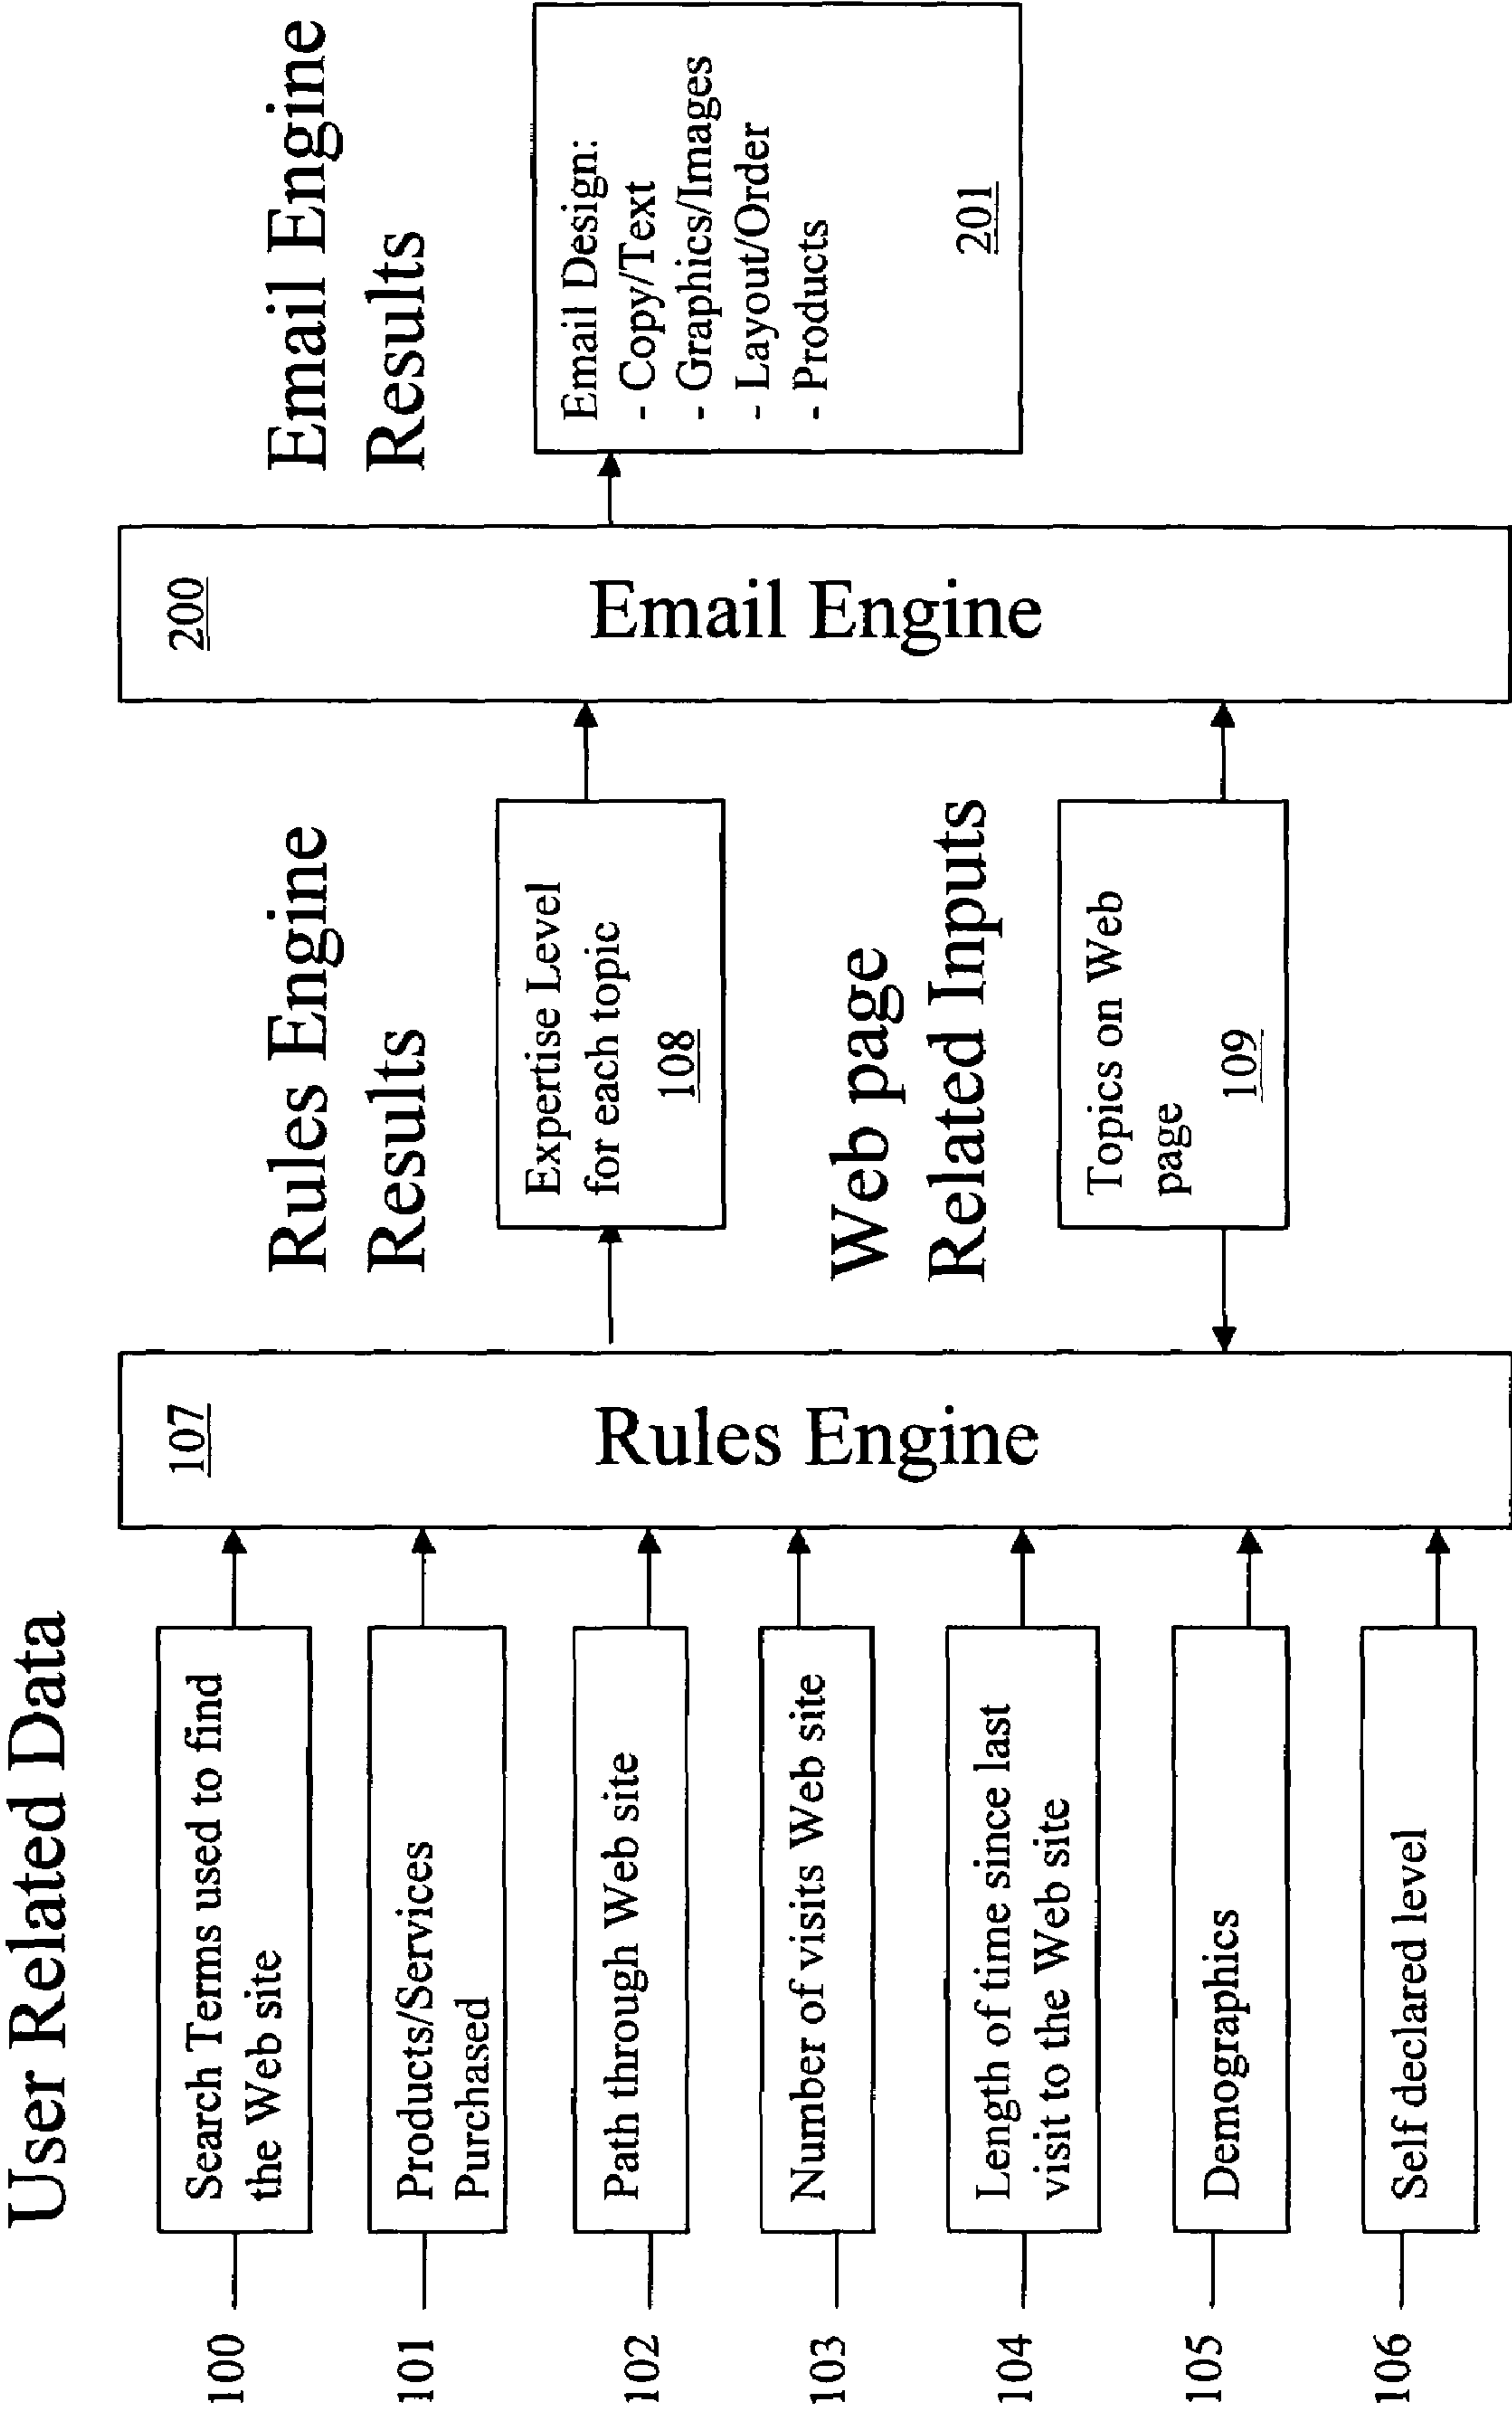 User Related Data
100
Search Terms used to find
the Web site
101
Products/Services
Purchased
102
Path through Web site
103
Number of visits Web site
104
Length of time since last
visit to the Web site
105
Demographics
106
Self declared level
107
Rules Engine
Rules Engine
Results
Expertise Level
for each topic
108
Web page
Related Inputs
Topics on Web
page
109
200
Email Engine
Email Engine
Results
Email Design:
- Copy/Text
- Graphics/Images
- Layout/Order
- Products
201